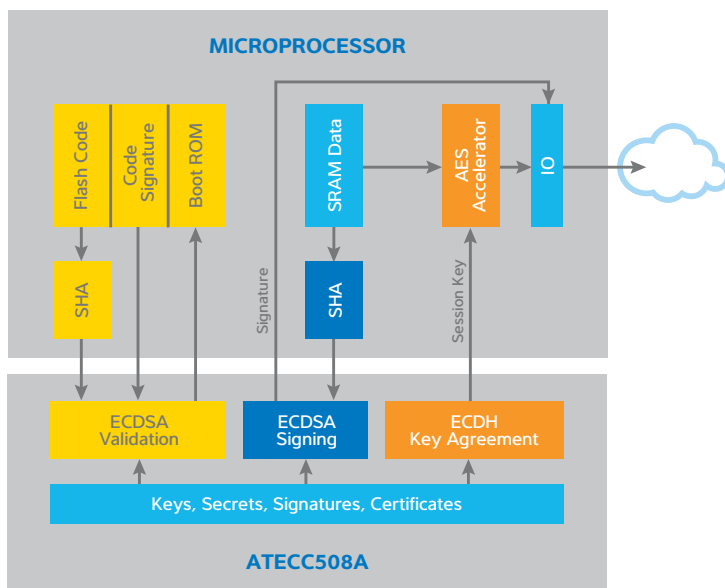 MICROPROCESSOR
Flash Code
Code
Signature
Boot ROM
SRAM Data
AES
Accelerator
IO
SHA
Signature
SHA
Session Key
ECDSA
Validation
ECDSA
Signing
ECDH
Key Agreement
Keys, Secrets, Signatures, Certificates
ATECC508A